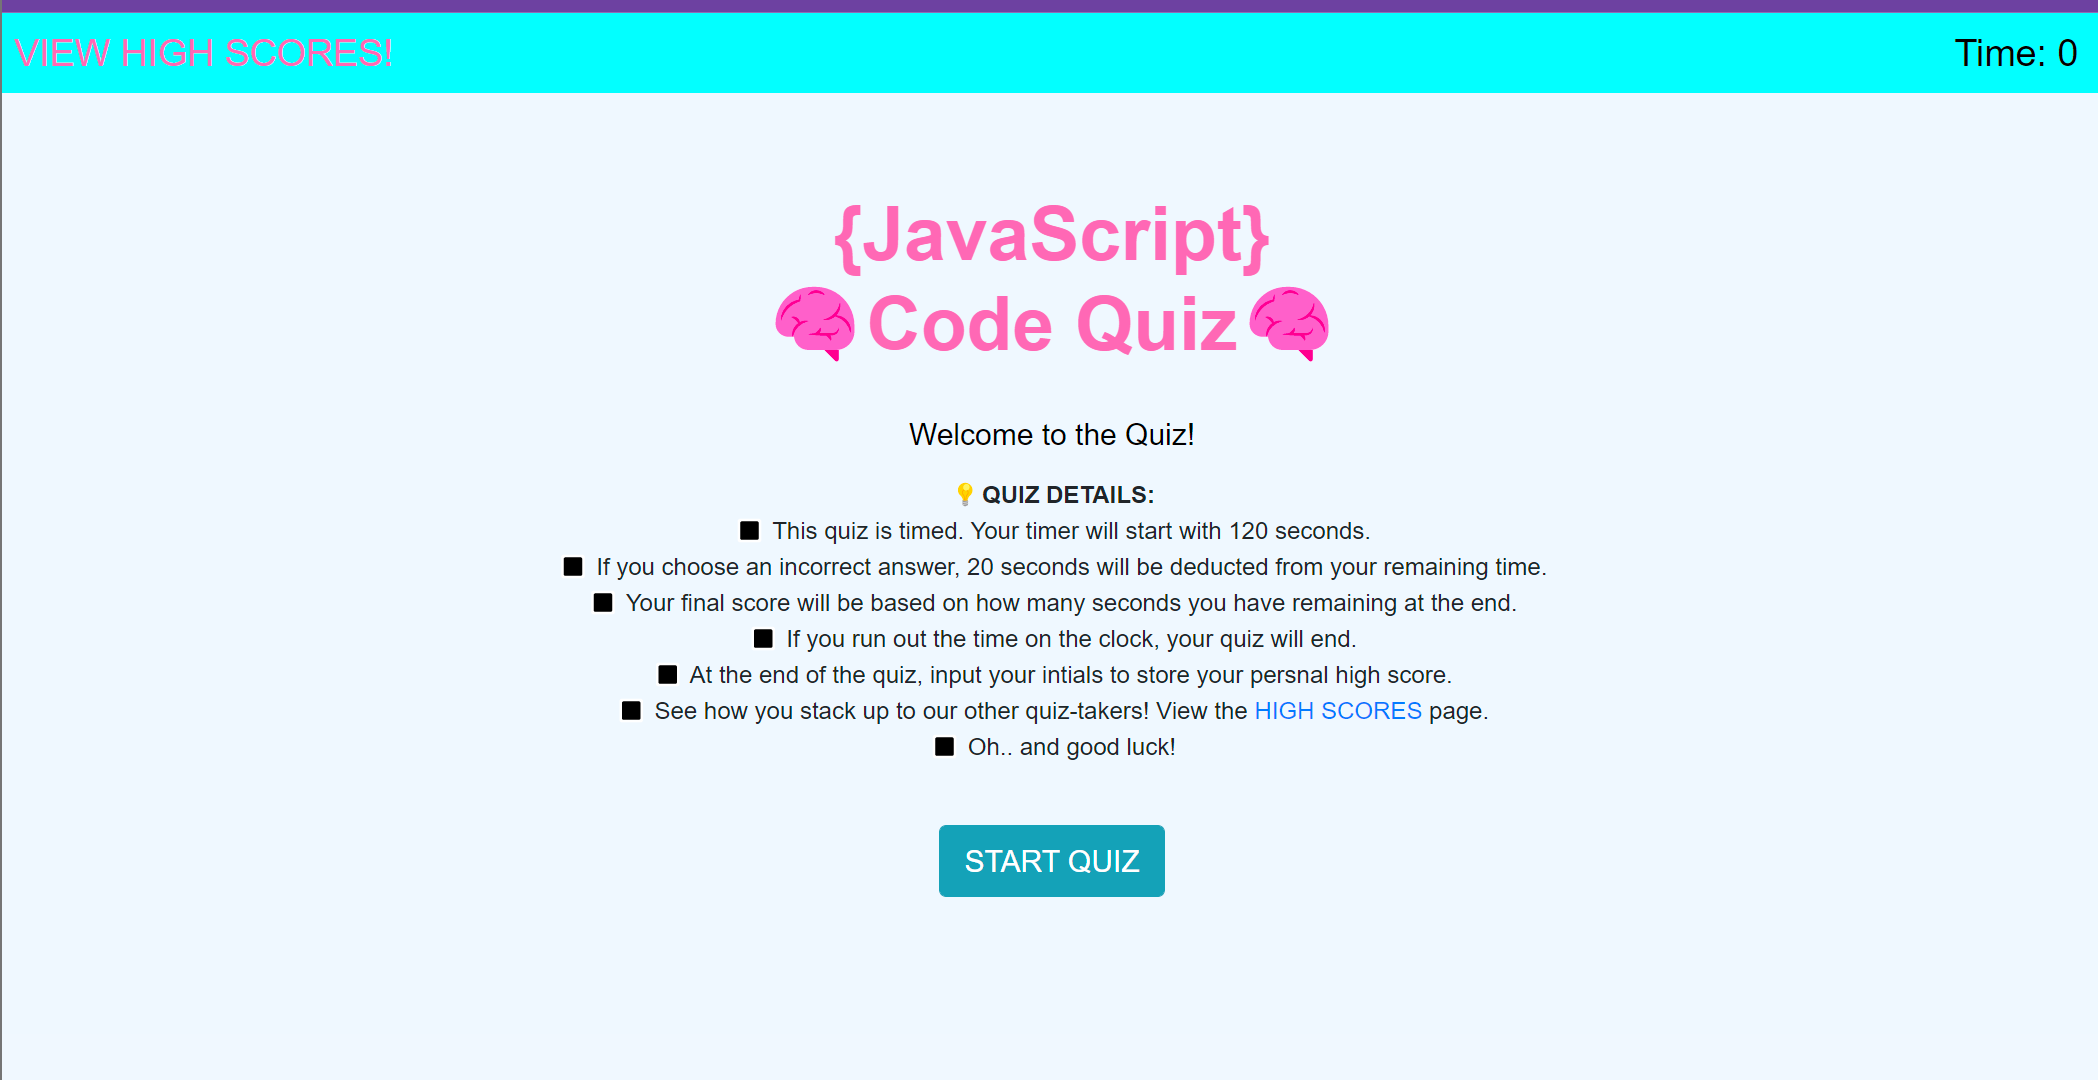 VIEW HIGH SCORES!
Time: 0
{JavaScript}
🧠Code Quiz🧠
Welcome to the Quiz!
💡 QUIZ DETAILS:
◼ This quiz is timed. Your timer will start with 120 seconds.
◼ If you choose an incorrect answer, 20 seconds will be deducted from your remaining time.
◼ Your final score will be based on how many seconds you have remaining at the end.
◼ If you run out the time on the clock, your quiz will end.
◼ At the end of the quiz, input your intials to store your persnal high score.
◼ See how you stack up to our other quiz-takers! View the HIGH SCORES page.
◼ Oh.. and good luck!
START QUIZ